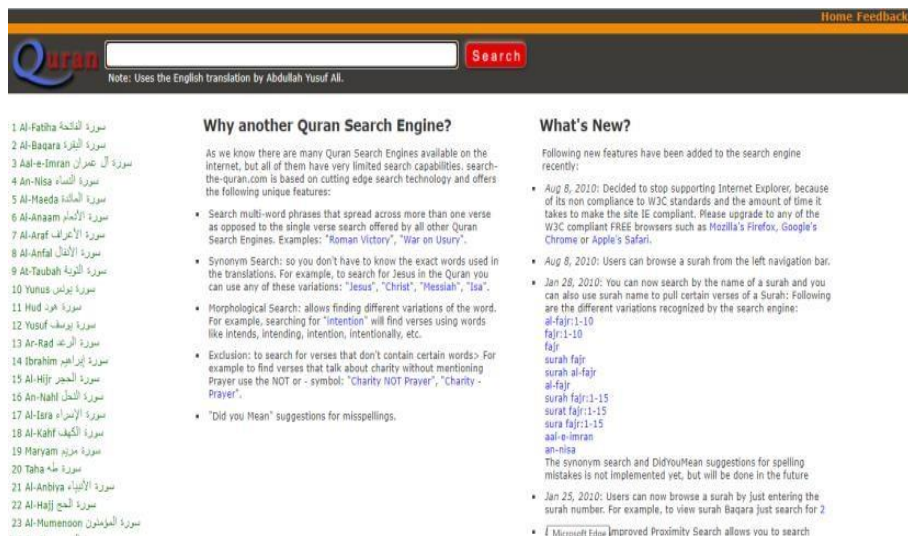 Home Feedback
Quran
Search
Note: Uses the English translation by Abdullah Yusuf Ali.
1 Al-Fatiha سورة الفاتحة
2 Al-Baqara سورة البقرة
3 Aal-e-Imran سورة آل عمران
4 An-Nisa سورة النساء
5 Al-Maeda سورة المائدة
6 Al-Anaam سورة الأنعام
7 Al-Araf سورة الأعراف
8 Al-Anfal سورة الأنفال
9 At-Taubah سورة التوبة
10 Yunus سورة يونس
11 Hud سورة هود
12 Yusuf سورة يوسف
13 Ar-Rad سورة الرعد
14 Ibrahim سورة إبراهيم
15 Al-Hijr سورة الحجر
16 An-Nahl سورة النحل
17 Al-Isra سورة الإسراء
18 Al-Kahf سورة الكهف
19 Maryam سورة مريم
20 Taha سورة طه
21 Al-Anbiya سورة الأنبياء
22 Al-Hajj سورة الحج
23 Al-Mumenoon سورة المؤمنون
Why another Quran Search Engine?
As we know there are many Quran Search Engines available on the
internet, but all of them have very limited search capabilities. search-
the-quran.com is based on cutting edge search technology and offers
the following unique features:
▪ Search multi-word phrases that spread across more than one verse
as opposed to the single verse search offered by all other Quran
Search Engines. Examples: "Roman Victory", "War on Usury".
▪ Synonym Search: so you don't have to know the exact words used in
the translations. For example, to search for Jesus in the Quran you
can use any of these variations: "Jesus", "Christ", "Messiah", "Isa".
▪ Morphological Search: allows finding different variations of the word.
For example, searching for "intention" will find verses using words
like intends, intending, intention, intentionally, etc.
▪ Exclusion: to search for verses that don't contain certain words> For
example to find verses that talk about charity without mentioning
Prayer use the NOT or - symbol: "Charity NOT Prayer", "Charity -
Prayer".
▪ "Did you Mean" suggestions for misspellings.
What's New?
Following new features have been added to the search engine
recently:
▪ Aug 8, 2010: Decided to stop supporting Internet Explorer, because
of its non compliance to W3C standards and the amount of time it
takes to make the site IE compliant. Please upgrade to any of the
W3C compliant FREE browsers such as Mozilla's Firefox, Google's
Chrome or Apple's Safari.
▪ Aug 8, 2010: Users can browse a surah from the left navigation bar.
▪ Jan 28, 2010: You can now search by the name of a surah and you
can also use surah name to pull certain verses of a Surah: Following
are the different variations recognized by the search engine:
al-fajr:1-10
fajr:1-10
fajr
surah fajr
surah al-fajr
al-fajr
surah fajr:1-15
surat fajr:1-15
sura fajr:1-15
aal-e-imran
an-nisa
The synonym search and DidYouMean suggestions for spelling
mistakes is not implemented yet, but will be done in the future
▪ Jan 25, 2010: Users can now browse a surah by just entering the
surah number. For example, to view surah Baqara just search for 2
Microsoft Edge
▪ mproved Proximity Search allows you to search